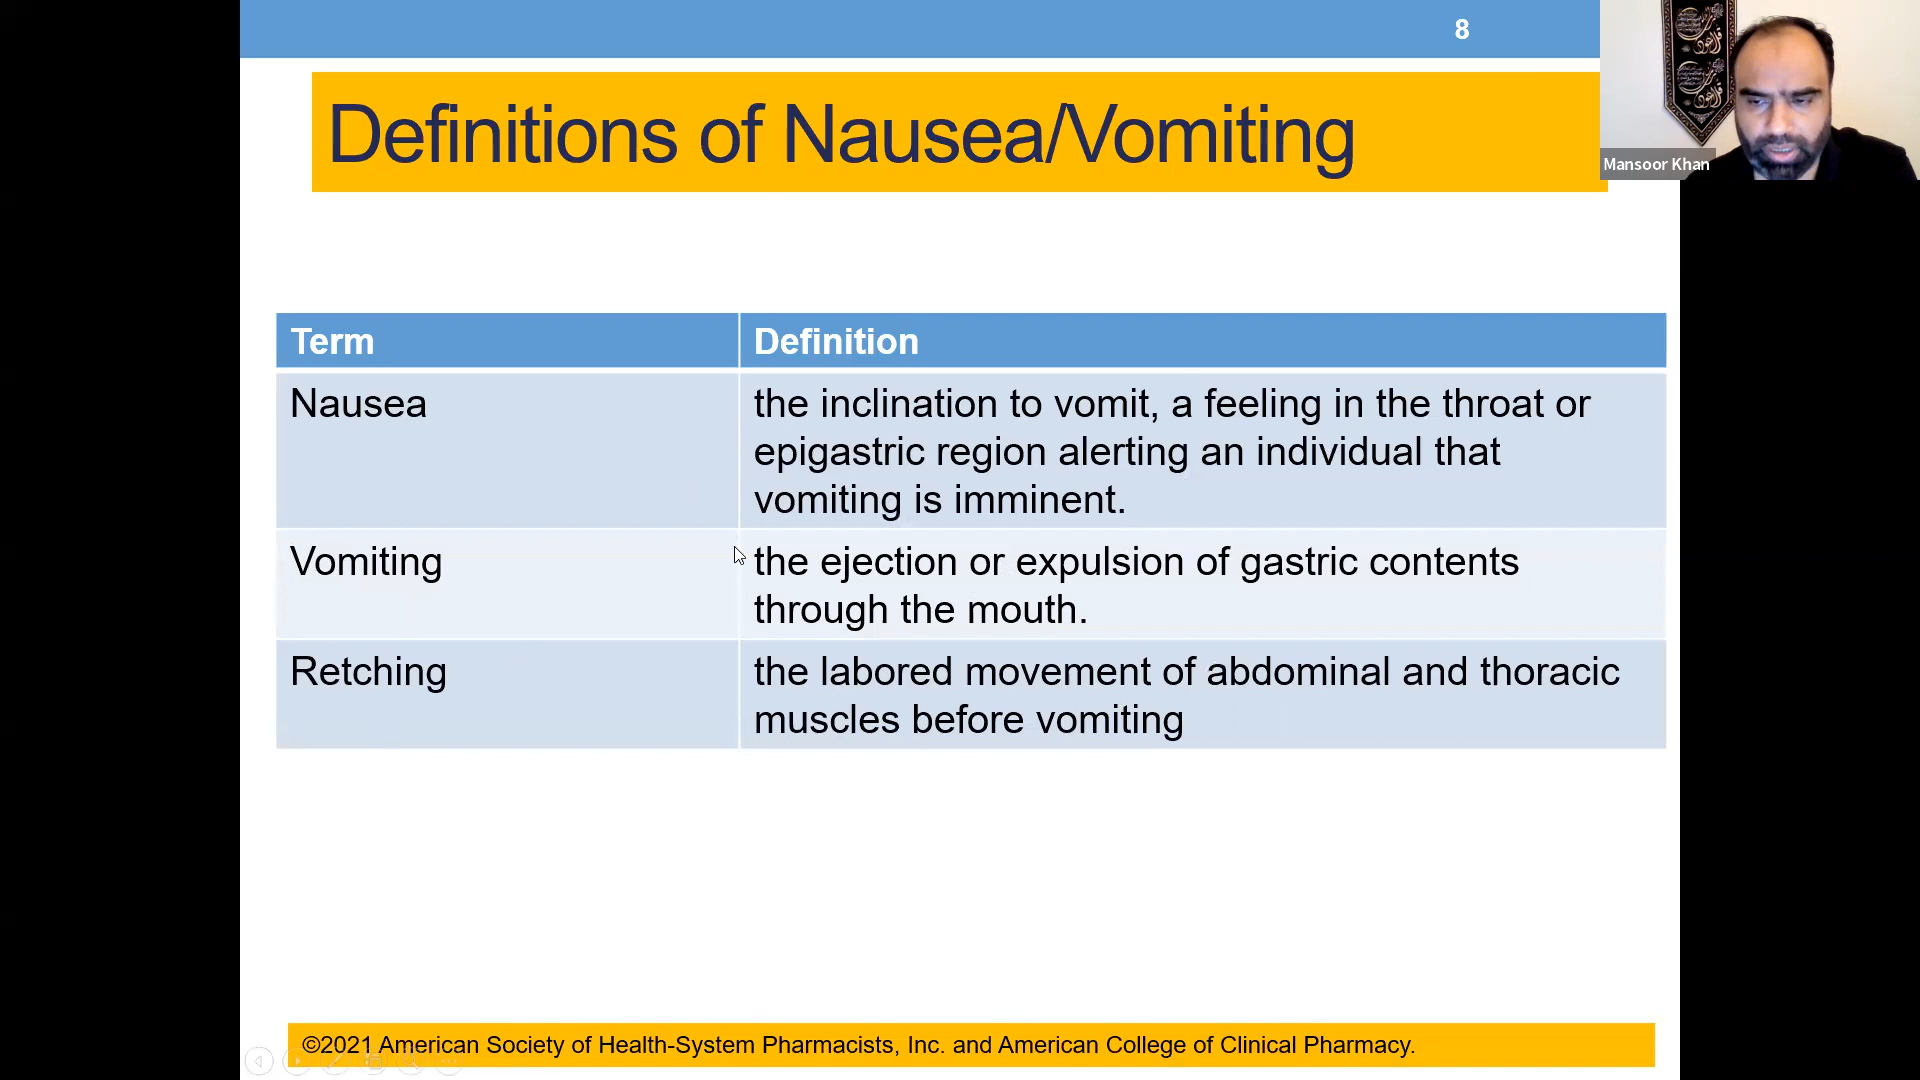 8
Definitions of Nausea/Vomiting
Mansoor Khan
Term
Definition
Nausea
the inclination to vomit, a feeling in the throat or
epigastric region alerting an individual that
vomiting is imminent.
Vomiting
the ejection or expulsion of gastric contents
through the mouth.
Retching
the labored movement of abdominal and thoracic
muscles before vomiting
©2021 American Society of Health-System Pharmacists, Inc. and American College of Clinical Pharmacy.